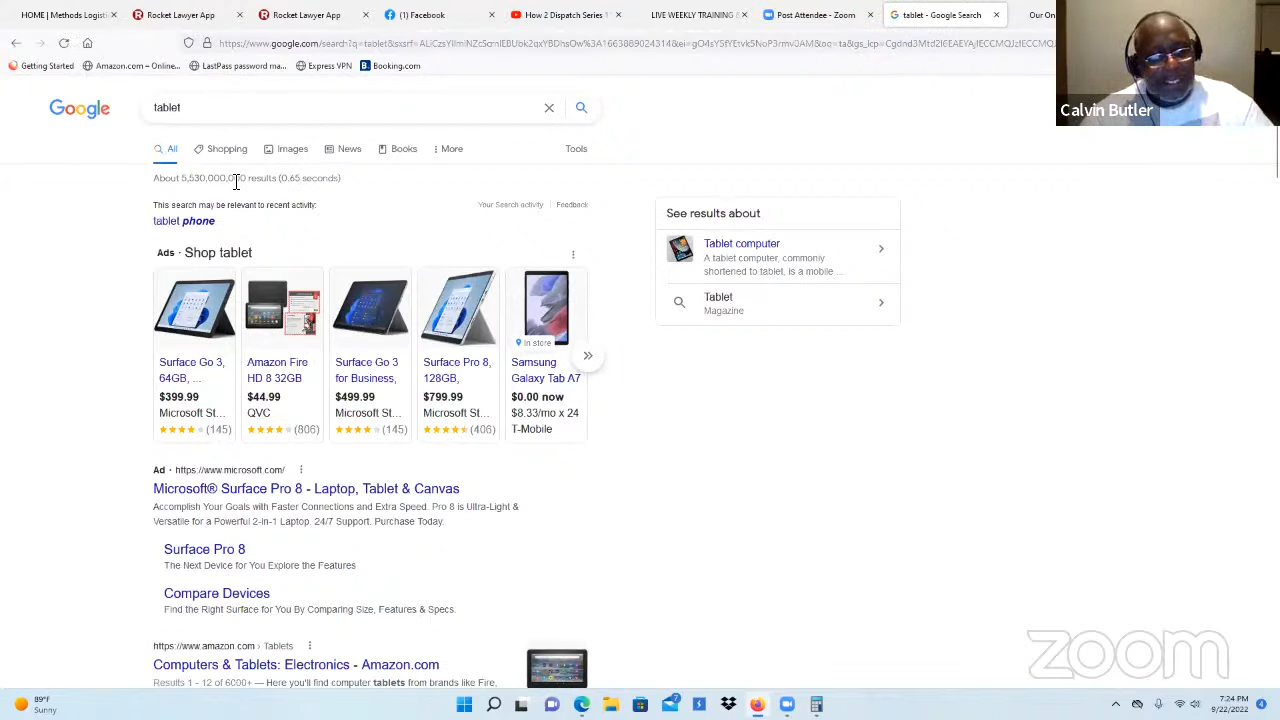 HOME | Methods Mo
Rocket Lawyer For
Rocket Lawyer For
(1) Facebook
How 2 Dispatch Series 1
LIVE WEEKLY TRAINING &
Post Attendee - Zoom
tablet - Google Search
Our On
Getting Started
Amazon.com – Online...
LastPass password ma...
Express VPN
Booking.com
Calvin Butler
Google
tablet
All
Shopping
Images
News
Books
More
Tools
About 5,530,000,000 results (0.65 seconds)
This search may be relevant to recent activity:
Your Search activity
Feedback
tablet phone
Ads · Shop tablet
Surface Go 3, 64GB, ...
$399.99
Microsoft St...
(145)
Amazon Fire HD 8 32GB
$44.99
QVC
(806)
Surface Go 3 for Business,
$499.99
Microsoft St...
(145)
Surface Pro 8, 128GB,
$799.99
Microsoft St...
(406)
In store
Samsung Galaxy Tab A7
$0.00 now
$8.33/mo x 24
T-Mobile
See results about
Tablet computer
A tablet computer, commonly
shortened to tablet, is a mobile ...
Tablet
Magazine
Ad · https://www.microsoft.com/
Microsoft® Surface Pro 8 - Laptop, Tablet & Canvas
Accomplish Your Goals with Faster Connections and Extra Speed. Pro 8 is Ultra-Light &
Versatile for a Powerful 2-in-1 Laptop. 24/7 Support. Purchase Today.
Surface Pro 8
The Next Device for You Explore the Features
Compare Devices
Find the Right Surface for You By Comparing Size, Features & Specs.
https://www.amazon.com › Tablets
Computers & Tablets: Electronics - Amazon.com
Results 1 - 12 of 6000+ — Here you'll find computer tablets from brands like Fire,
zoom
89°F
Sunny
7
7:24 PM
9/22/2022
4